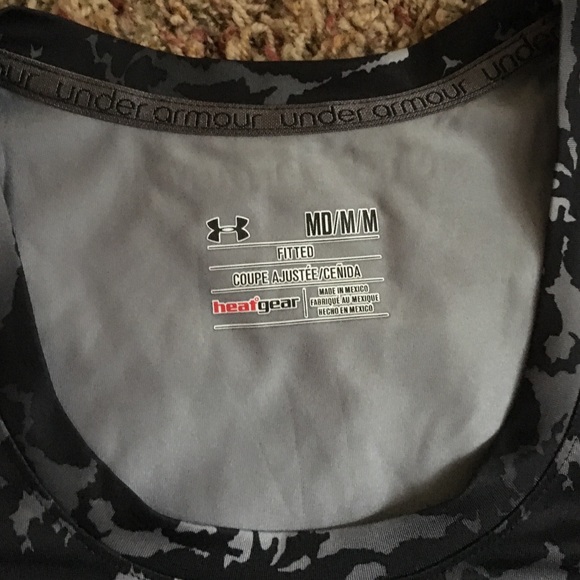 under armour under armour
MD/M/M
FITTED
COUPE AJUSTÉE/CEÑIDA
heatgear
MADE IN MEXICO
FABRIQUÉ AU MEXIQUE
HECHO EN MEXICO